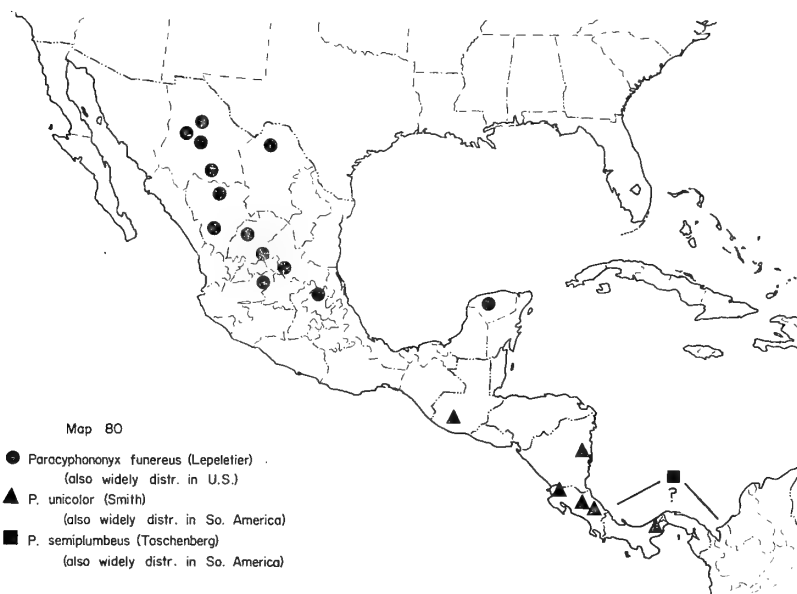 ?
Map 80
Paracyphononyx funereus (Lepeletier)
(also widely distr. in U.S.)
P. unicolor (Smith)
(also widely distr. in So. America)
P. semiplumbeus (Taschenberg)
(also widely distr. in So. America)